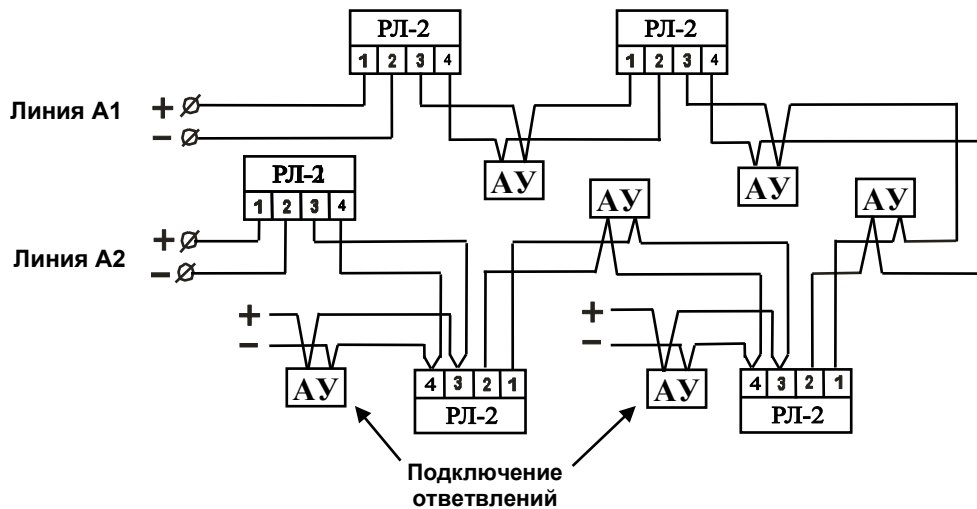 РЛ-2
1 2 3 4
РЛ-2
1 2 3 4
Линия А1
+
−
АУ
АУ
РЛ-2
1 2 3 4
АУ
АУ
Линия А2
+
−
+
−
АУ
4 3 2 1
РЛ-2
+
−
АУ
4 3 2 1
РЛ-2
Подключение
ответвлений